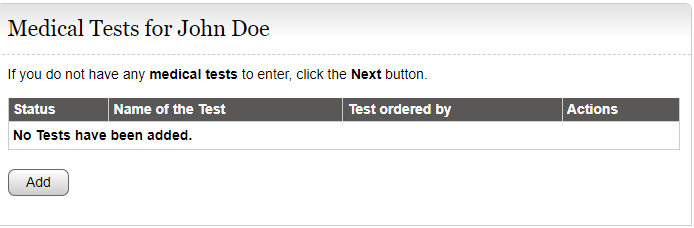 Medical Tests for John Doe
If you do not have any medical tests to enter, click the Next button.
Status Name of the Test Test ordered by Actions
No Tests have been added.
Add